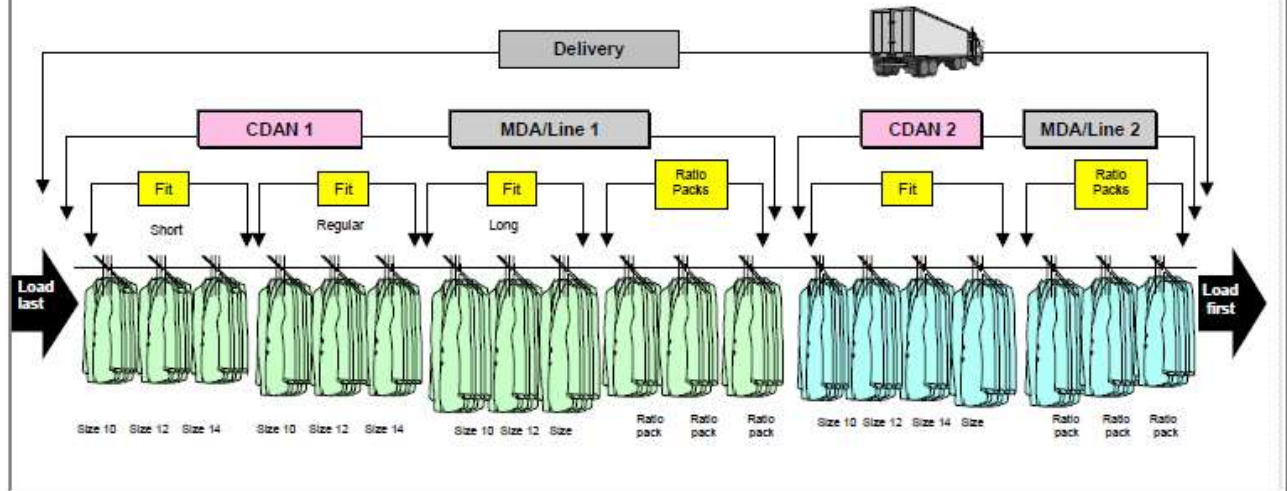 Delivery
CDAN 1
MDA/Line 1
CDAN 2
MDA/Line 2
Fit
Fit
Fit
Ratio
Packs
Fit
Ratio
Packs
Short
Regular
Long
Load
last
Load
first
Size 10 Size 12 Size 14
Size 10 Size 12 Size 14
Size 10 Size 12 Size
Ratio
pack
Ratio
pack
Ratio
pack
Size 10 Size 12 Size 14 Size
Ratio
pack
Ratio
pack
Ratio
pack